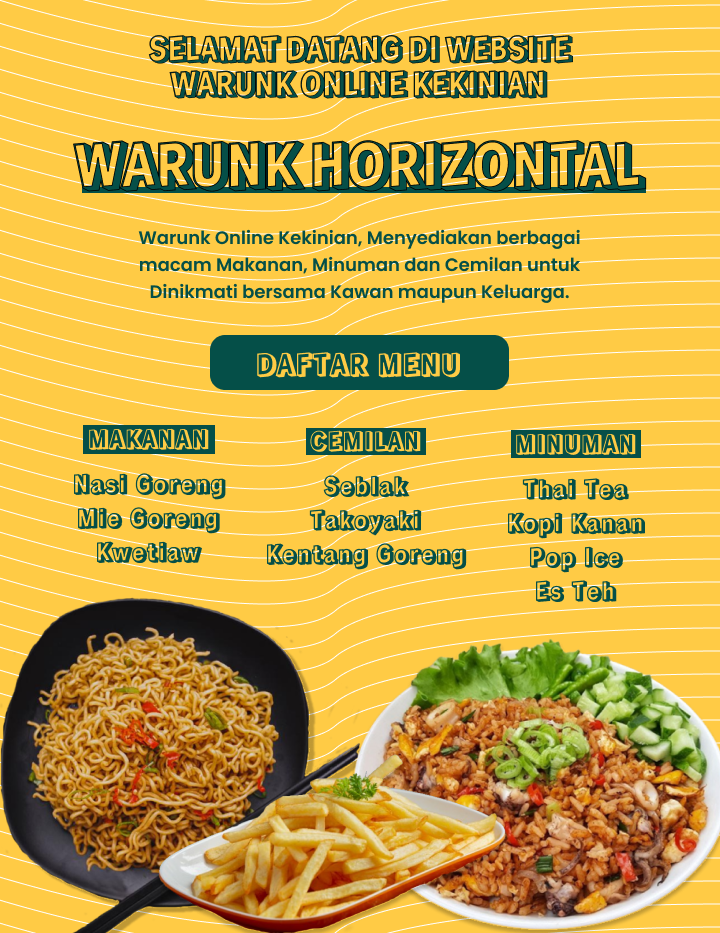 SELAMAT DATANG DI WEBSITE
WARUNK ONLINE KEKINIAN
WARUNK HORIZONTAL
Warunk Online Kekinian, Menyediakan berbagai
macam Makanan, Minuman dan Cemilan untuk
Dinikmati bersama Kawan maupun Keluarga.
DAFTAR MENU
MAKANAN
Nasi Goreng
Mie Goreng
Kwetiaw
CEMILAN
Seblak
Takoyaki
Kentang Goreng
MINUMAN
Thai Tea
Kopi Kanan
Pop Ice
Es Teh